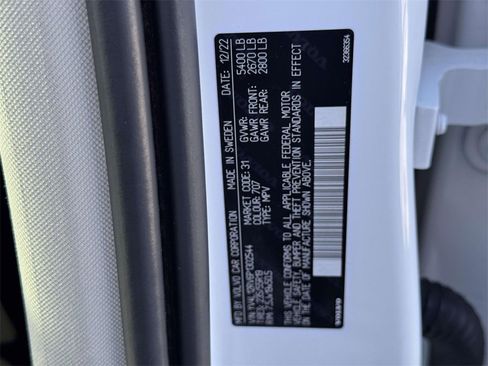 MFD. BY: VOLVO CAR CORPORATION MADE IN SWEDEN DATE: 12/22
MARKET CODE: 31 GVWR: 5400 LB
COLOUR: 707 GAWR FRONT: 2670 LB
TYPE: MPV GAWR REAR: 2800 LB
THIS VEHICLE CONFORMS TO ALL APPLICABLE FEDERAL MOTOR
VEHICLE SAFETY, BUMPER AND THEFT PREVENTION STANDARDS IN EFFECT
ON THE DATE OF MANUFACTURE SHOWN ABOVE.
32386354